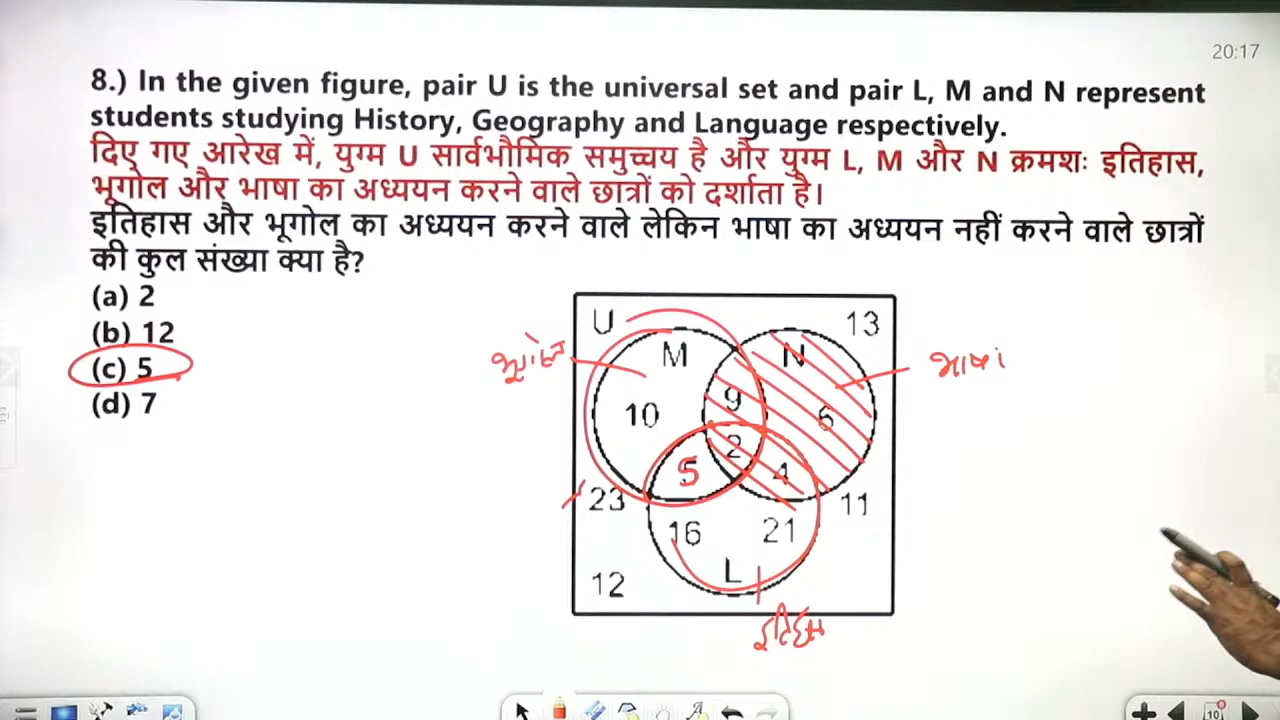 20:17
8.) In the given figure, pair U is the universal set and pair L, M and N represent
students studying History, Geography and Language respectively.
दिए गए आरेख में, युग्म U सार्वभौमिक समुच्चय है और युग्म L, M और N क्रमशः इतिहास,
भूगोल और भाषा का अध्ययन करने वाले छात्रों को दर्शाता है।
इतिहास और भूगोल का अध्ययन करने वाले लेकिन भाषा का अध्ययन नहीं करने वाले छात्रों
की कुल संख्या क्या है?
(a) 2
(b) 12
(c) 5
(d) 7
U
13
M
N
भाषा
10
9
6
2
5
4
23
11
16
21
L
12
इतिहास
10